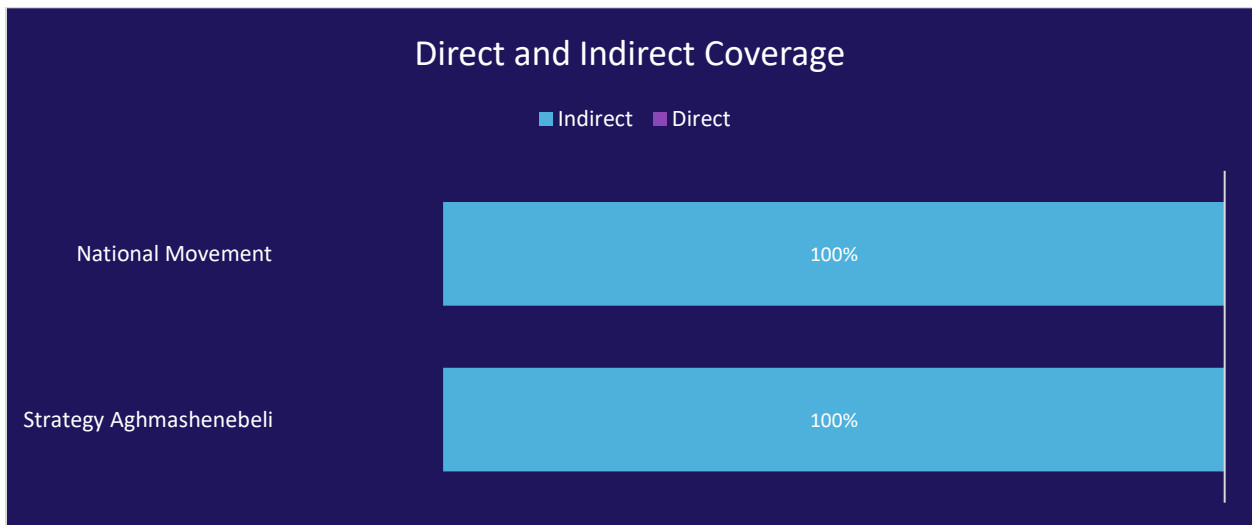 Direct and Indirect Coverage
Indirect Direct
National Movement
100%
Strategy Aghmashenebeli
100%